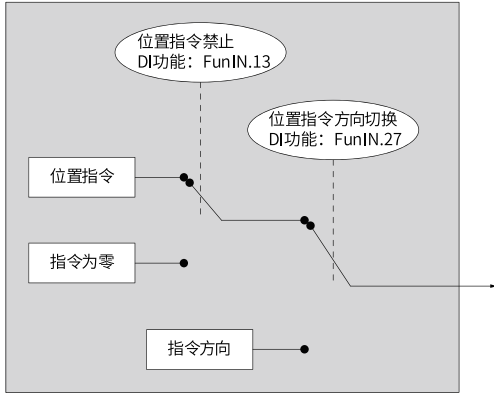 位置指令禁止
DI功能：FunIN.13
位置指令方向切换
DI功能：FunIN.27
位置指令
指令为零
指令方向